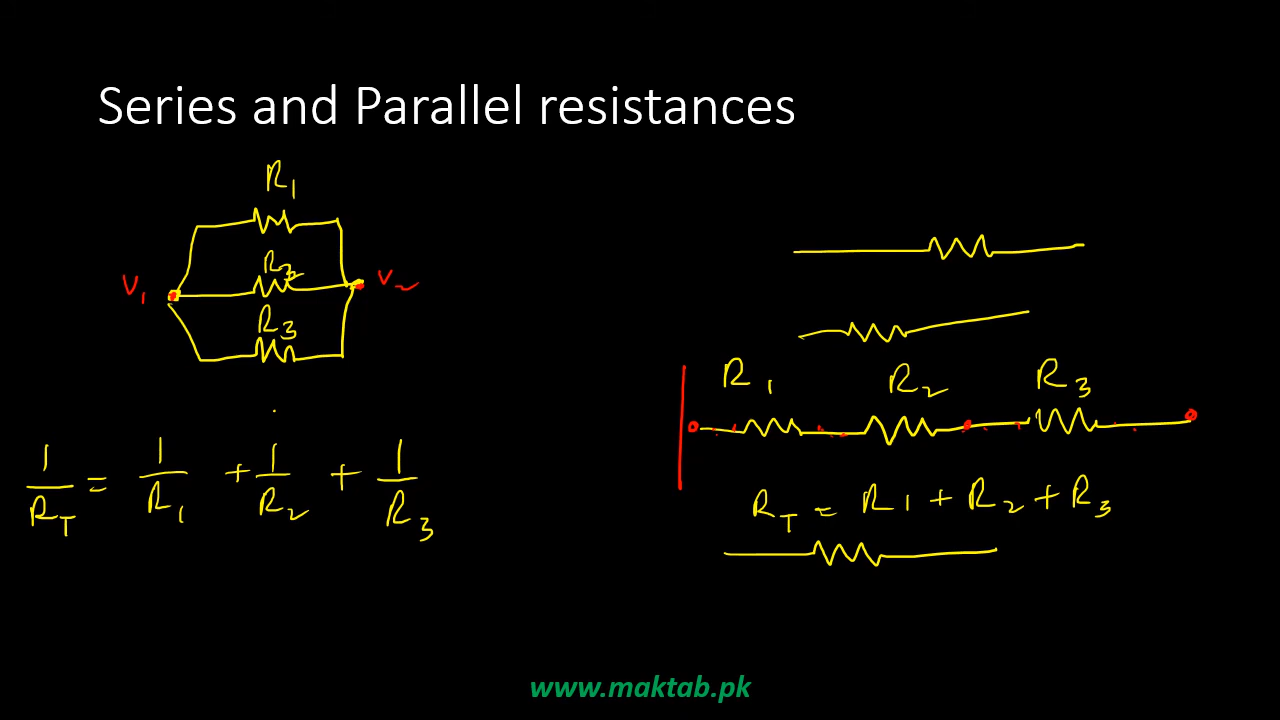 Series and Parallel resistances
R1
R2
V1 V2
R3
R1 R2 R3
1/RT = 1/R1 + 1/R2 + 1/R3
RT = R1 + R2 + R3
www.maktab.pk